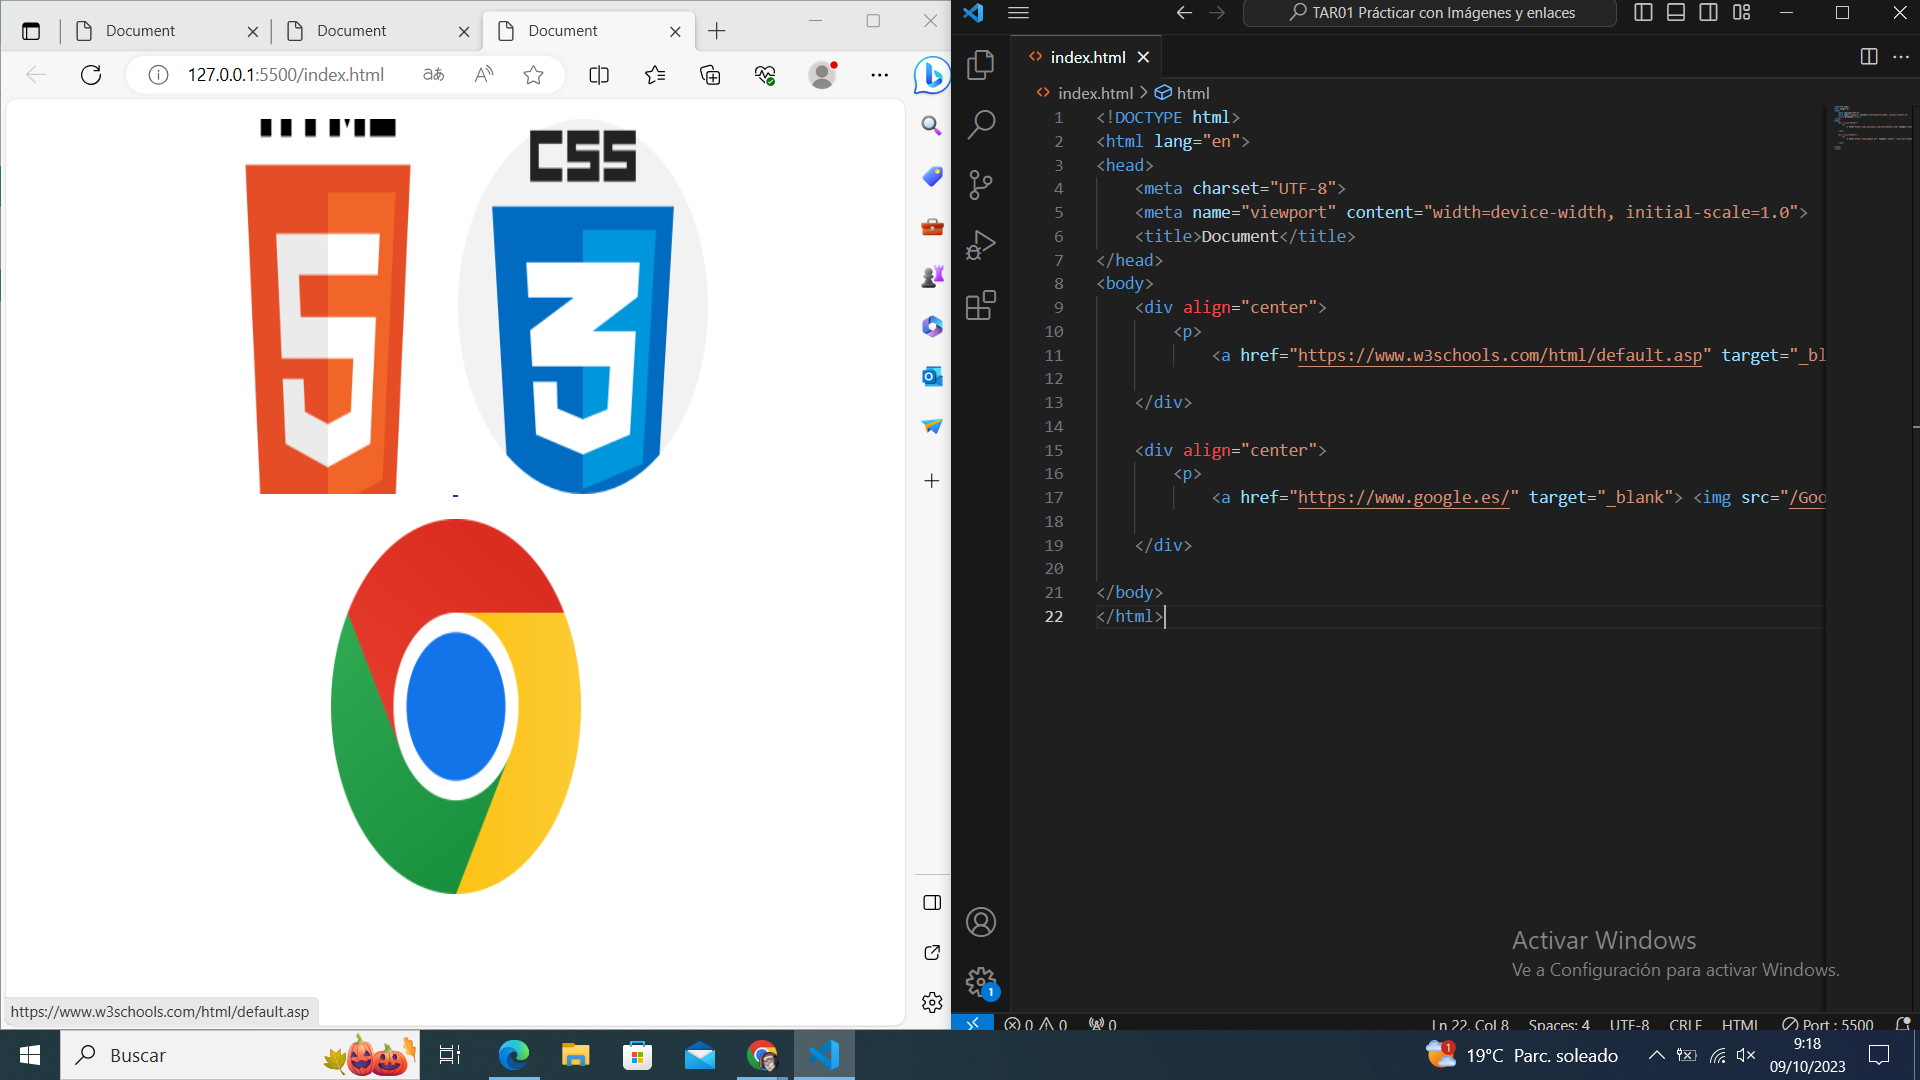 Document
Document
Document
127.0.0.1:5500/index.html
HTML
CSS
https://www.w3schools.com/html/default.asp
TAR01 Prácticar con Imágenes y enlaces
index.html
index.html > html
1 <!DOCTYPE html>
2 <html lang="en">
3 <head>
4 <meta charset="UTF-8">
5 <meta name="viewport" content="width=device-width, initial-scale=1.0">
6 <title>Document</title>
7 </head>
8 <body>
9 <div align="center">
10 <p>
11 <a href="https://www.w3schools.com/html/default.asp" target="_bl
12
13 </div>
14
15 <div align="center">
16 <p>
17 <a href="https://www.google.es/" target="_blank"> <img src="/Goo
18
19 </div>
20
21 </body>
22 </html>
Activar Windows
Ve a Configuración para activar Windows.
1
0 0 0
Ln 22, Col 8 Spaces: 4 UTF-8 CRLF HTML Port : 5500
Buscar
1
19°C Parc. soleado
9:18
09/10/2023